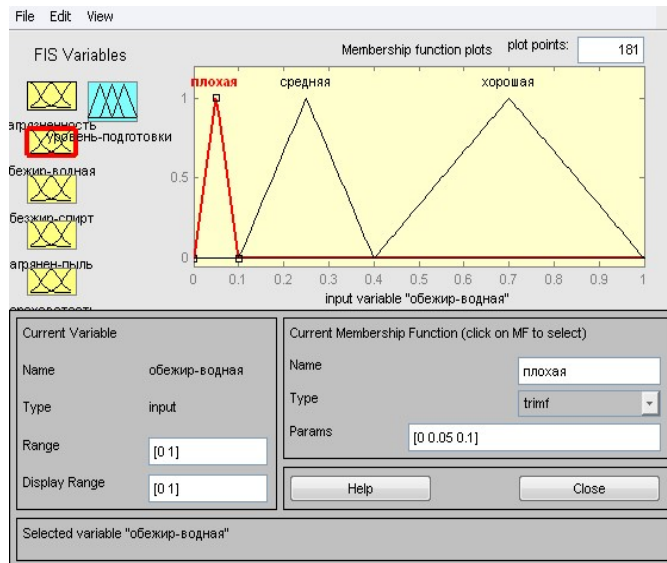 File Edit View
FIS Variables
Membership function plots plot points: 181
плохая средняя хорошая
1
0.5
0
0 0.1 0.2 0.3 0.4 0.5 0.6 0.7 0.8 0.9 1
input variable "обежир-водная"
уровень-подготовки
бежир-водная
безжир-спирт
Current Variable
Name обежир-водная
Type input
Range [0 1]
Display Range [0 1]
Current Membership Function (click on MF to select)
Name плохая
Type trimf
Params [0 0.05 0.1]
Help Close
Selected variable "обежир-водная"